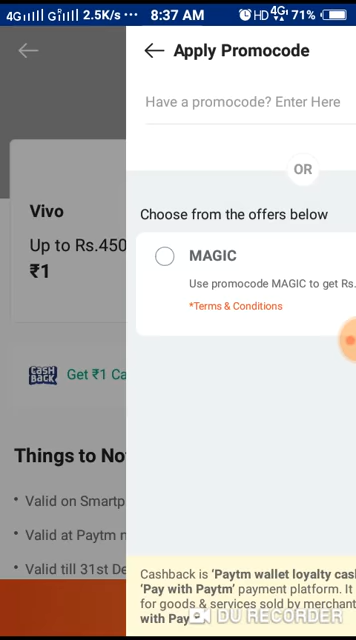 4G G R 2.5K/s ... 8:37 AM HD 4G 71%
Apply Promocode
Have a promocode? Enter Here
OR
Vivo
Choose from the offers below
Up to Rs.450
MAGIC
₹1
Use promocode MAGIC to get Rs.
*Terms & Conditions
CASH BACK Get ₹1 Ca
Things to No
• Valid on Smartp
• Valid at Paytm
• Valid till 31st De
Cashback is 'Paytm wallet loyalty cas
'Pay with Paytm' payment platform. It
for goods & services sold by merchant
with Pay
DU RECORDER